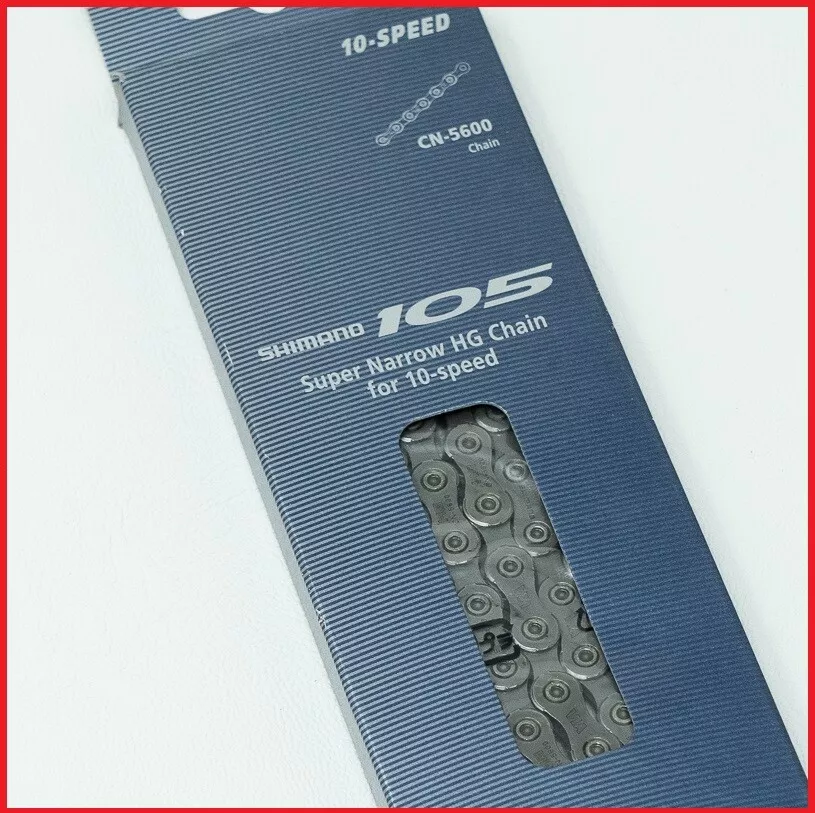 10-SPEED
CN-5600
Chain
SHIMANO 105
Super Narrow HG Chain
for 10-speed